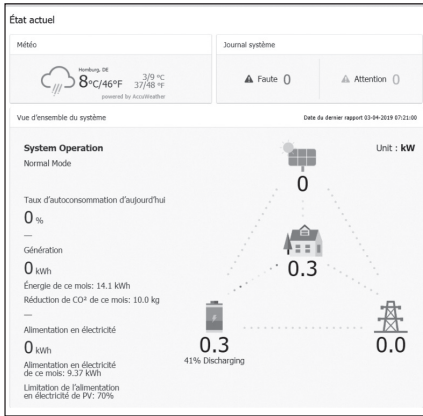 État actuel
Météo
Hamburg, DE
8°C/46°F
3/9 °C
37/48 °F
powered by AccuWeather
Journal système
Faute 0
Attention 0
Vue d'ensemble du système
Date du dernier rapport 03-04-2019 07:21:00
System Operation
Normal Mode
Unit : kW
Taux d'autoconsommation d'aujourd'hui
0 %
—
Génération
0 kWh
Énergie de ce mois: 14.1 kWh
Réduction de CO² de ce mois: 10.0 kg
—
Alimentation en électricité
0 kWh
Alimentation en électricité
de ce mois: 9.37 kWh
Limitation de l'alimentation
en électricité de PV: 70%
0
0.3
0.3
41% Discharging
0.0